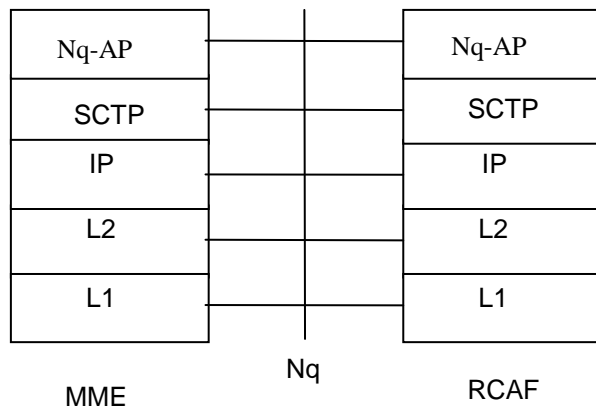 Nq-AP Nq-AP
SCTP SCTP
IP IP
L2 L2
L1 L1
Nq
MME RCAF